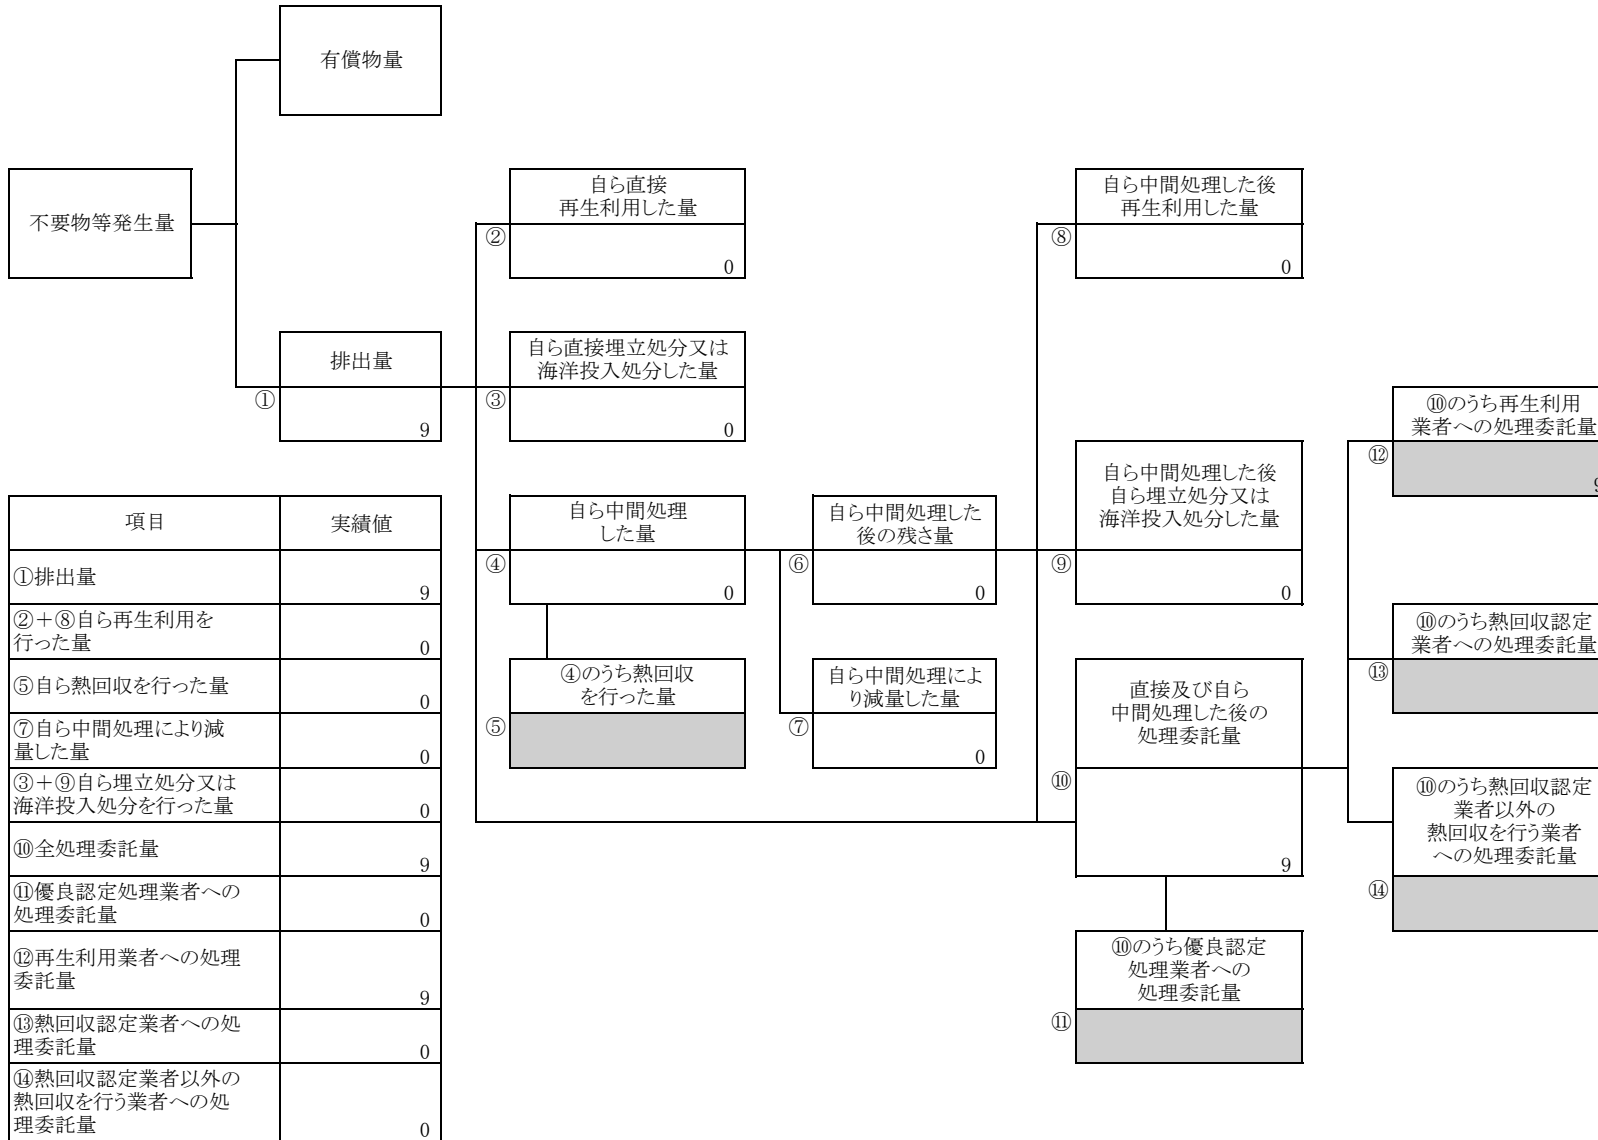 有償物量
不要物等発生量
自ら直接
再生利用した量
②
0
自ら中間処理した後
再生利用した量
⑧
0
排出量
①
9
自ら直接埋立処分又は
海洋投入処分した量
③
0
⑩のうち再生利用
業者への処理委託量
⑫
9
自ら中間処理
した量
④
0
自ら中間処理した
後の残さ量
⑥
0
自ら中間処理した後
自ら埋立処分又は
海洋投入処分した量
⑨
0
⑩のうち熱回収認定
業者への処理委託量
⑬
④のうち熱回収
を行った量
⑤
自ら中間処理によ
り減量した量
⑦
0
直接及び自ら
中間処理した後の
処理委託量
⑩
9
⑩のうち熱回収認定
業者以外の
熱回収を行う業者
への処理委託量
⑭
⑩のうち優良認定
処理業者への
処理委託量
⑪
項目 実績値
①排出量
9
②+⑧自ら再生利用を
行った量
0
⑤自ら熱回収を行った量
0
⑦自ら中間処理により減
量した量
0
③+⑨自ら埋立処分又は
海洋投入処分を行った量
0
⑩全処理委託量
9
⑪優良認定処理業者への
処理委託量
0
⑫再生利用業者への処理
委託量
9
⑬熱回収認定業者への処
理委託量
0
⑭熱回収認定業者以外の
熱回収を行う業者への処
理委託量
0